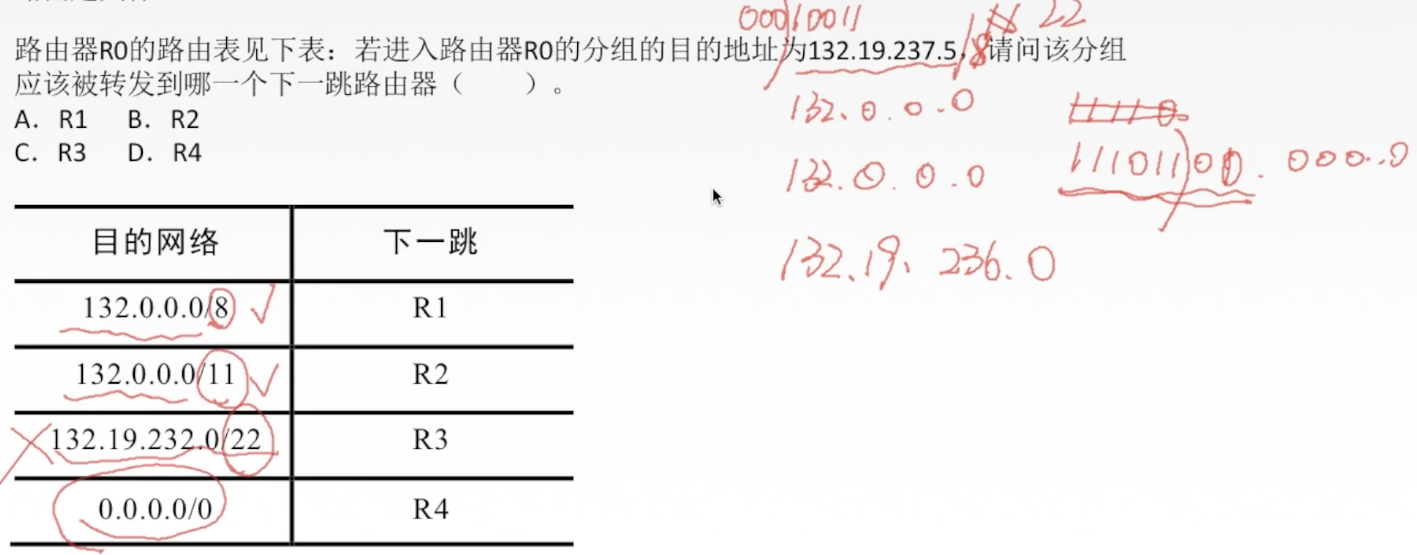 00010011 /8 11 22
路由器R0的路由表见下表：若进入路由器R0的分组的目的地址为132.19.237.5，请问该分组
应该被转发到哪一个下一跳路由器（ ）。
A. R1 B. R2
C. R3 D. R4
132.0.0.0
132.0.0.0
11101100.000..0
132.19.236.0
目的网络 下一跳
132.0.0.0/8 R1
132.0.0.0/11 R2
132.19.232.0/22 R3
0.0.0.0/0 R4